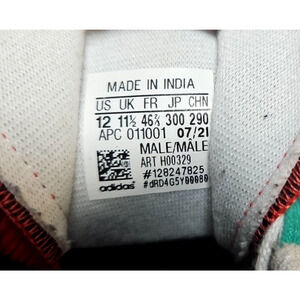 MADE IN INDIA
US UK FR JP CHN
12 11½ 46⅔ 300 290
APC 011001 07/21
MALE/MALE
ART H00329
#128247825
#dRD4G5Y00080
adidas